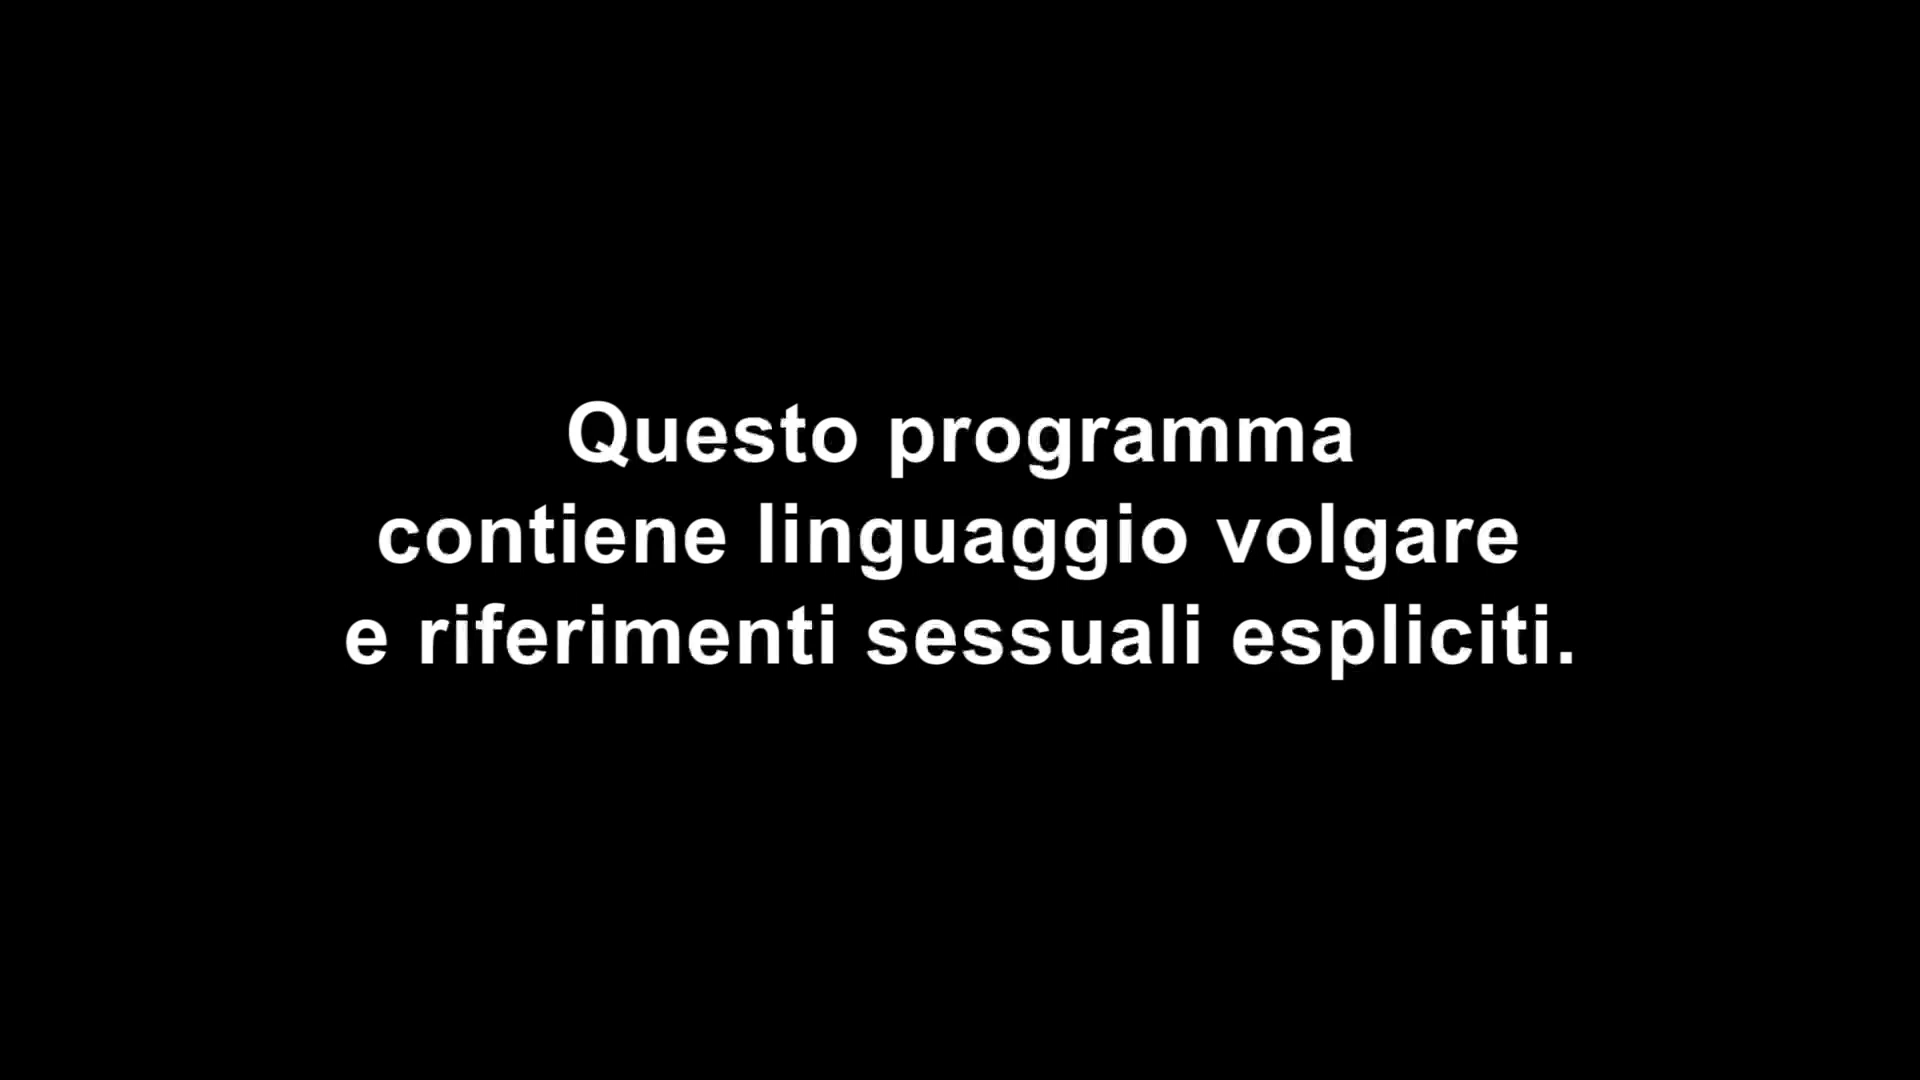 Questo programma
contiene linguaggio volgare
e riferimenti sessuali espliciti.